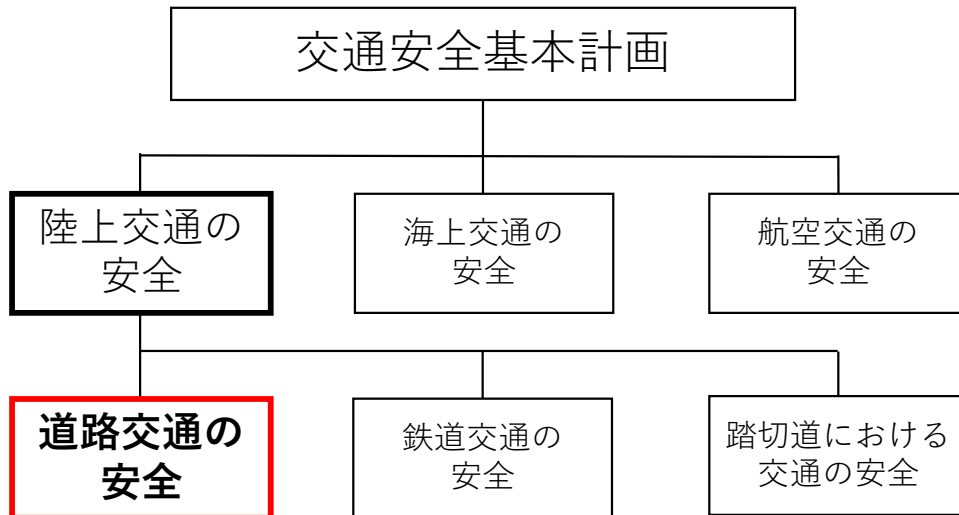 交通安全基本計画
陸上交通の
安全
海上交通の
安全
航空交通の
安全
道路交通の
安全
鉄道交通の
安全
踏切道における
交通の安全